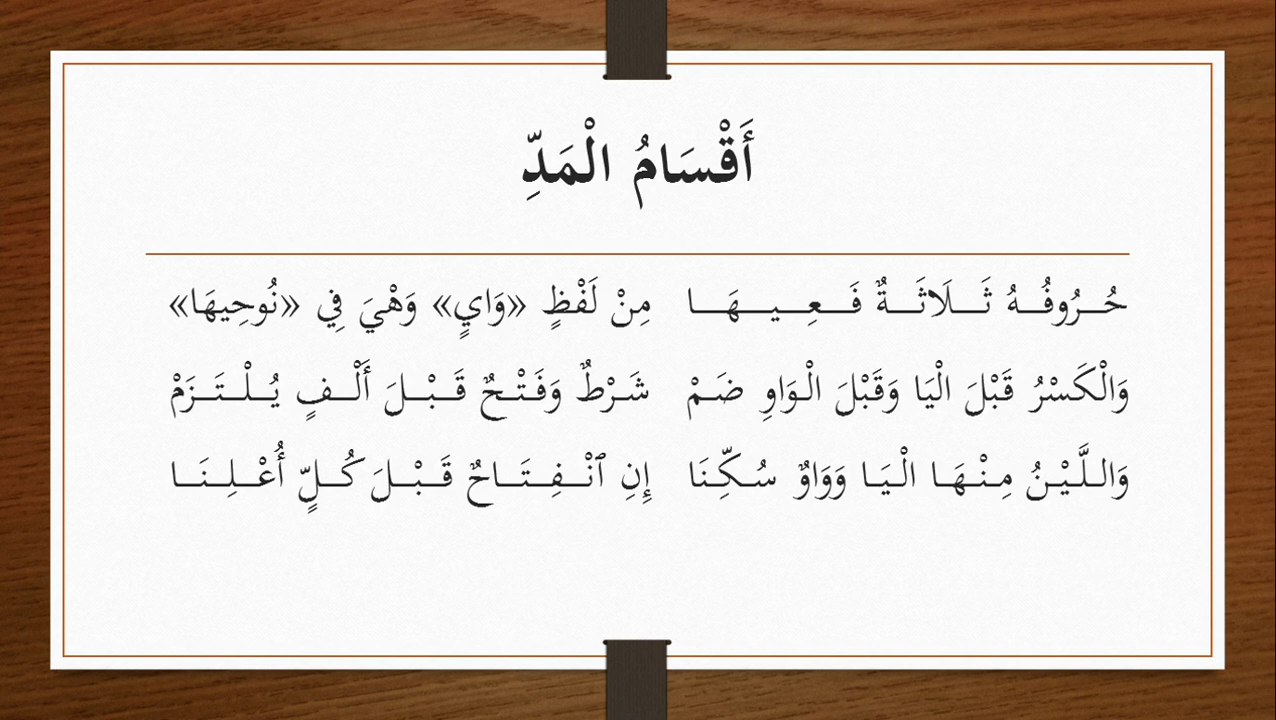 أَقْسَامُ الْمَدِّ
حُـرُوفُـهُ ثَـلَاثَـةٌ فَـعِـيـهَـا مِنْ لَفْظِ «وَايٍ» وَهْيَ فِي «نُوحِيهَا»
وَالْكَسْرُ قَبْلَ الْيَا وَقَبْلَ الْـوَاوِ ضَمْ شَـرْطٌ وَفَـتْـحٌ قَـبْـلَ أَلْـفٍ يُـلْـتَـزَمْ
وَالـلَّـيْـنُ مِـنْـهَـا الْـيَـا وَوَاوٌ سُـكِّـنَا إِنِ ٱنْـفِـتَـاحٌ قَـبْـلَ كُـلٍّ أُعْـلِـنَـا